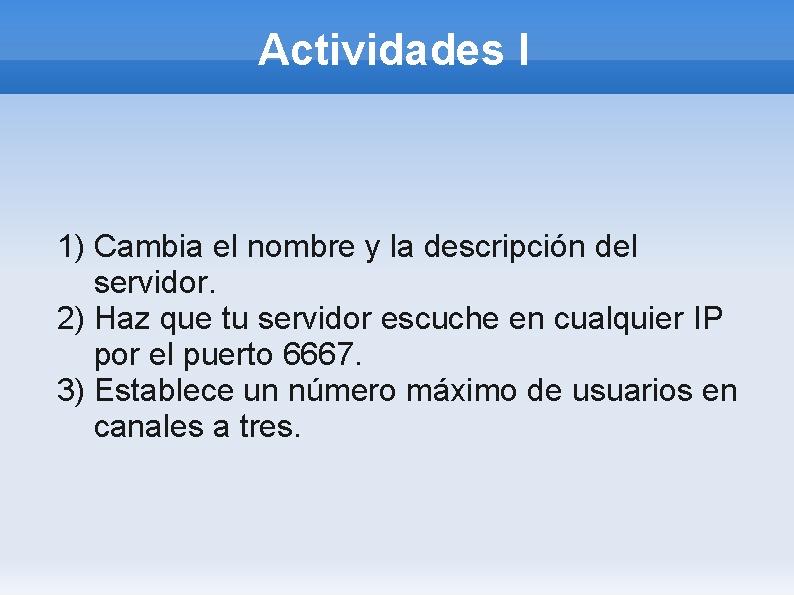 Actividades I
1) Cambia el nombre y la descripción del
servidor.
2) Haz que tu servidor escuche en cualquier IP
por el puerto 6667.
3) Establece un número máximo de usuarios en
canales a tres.